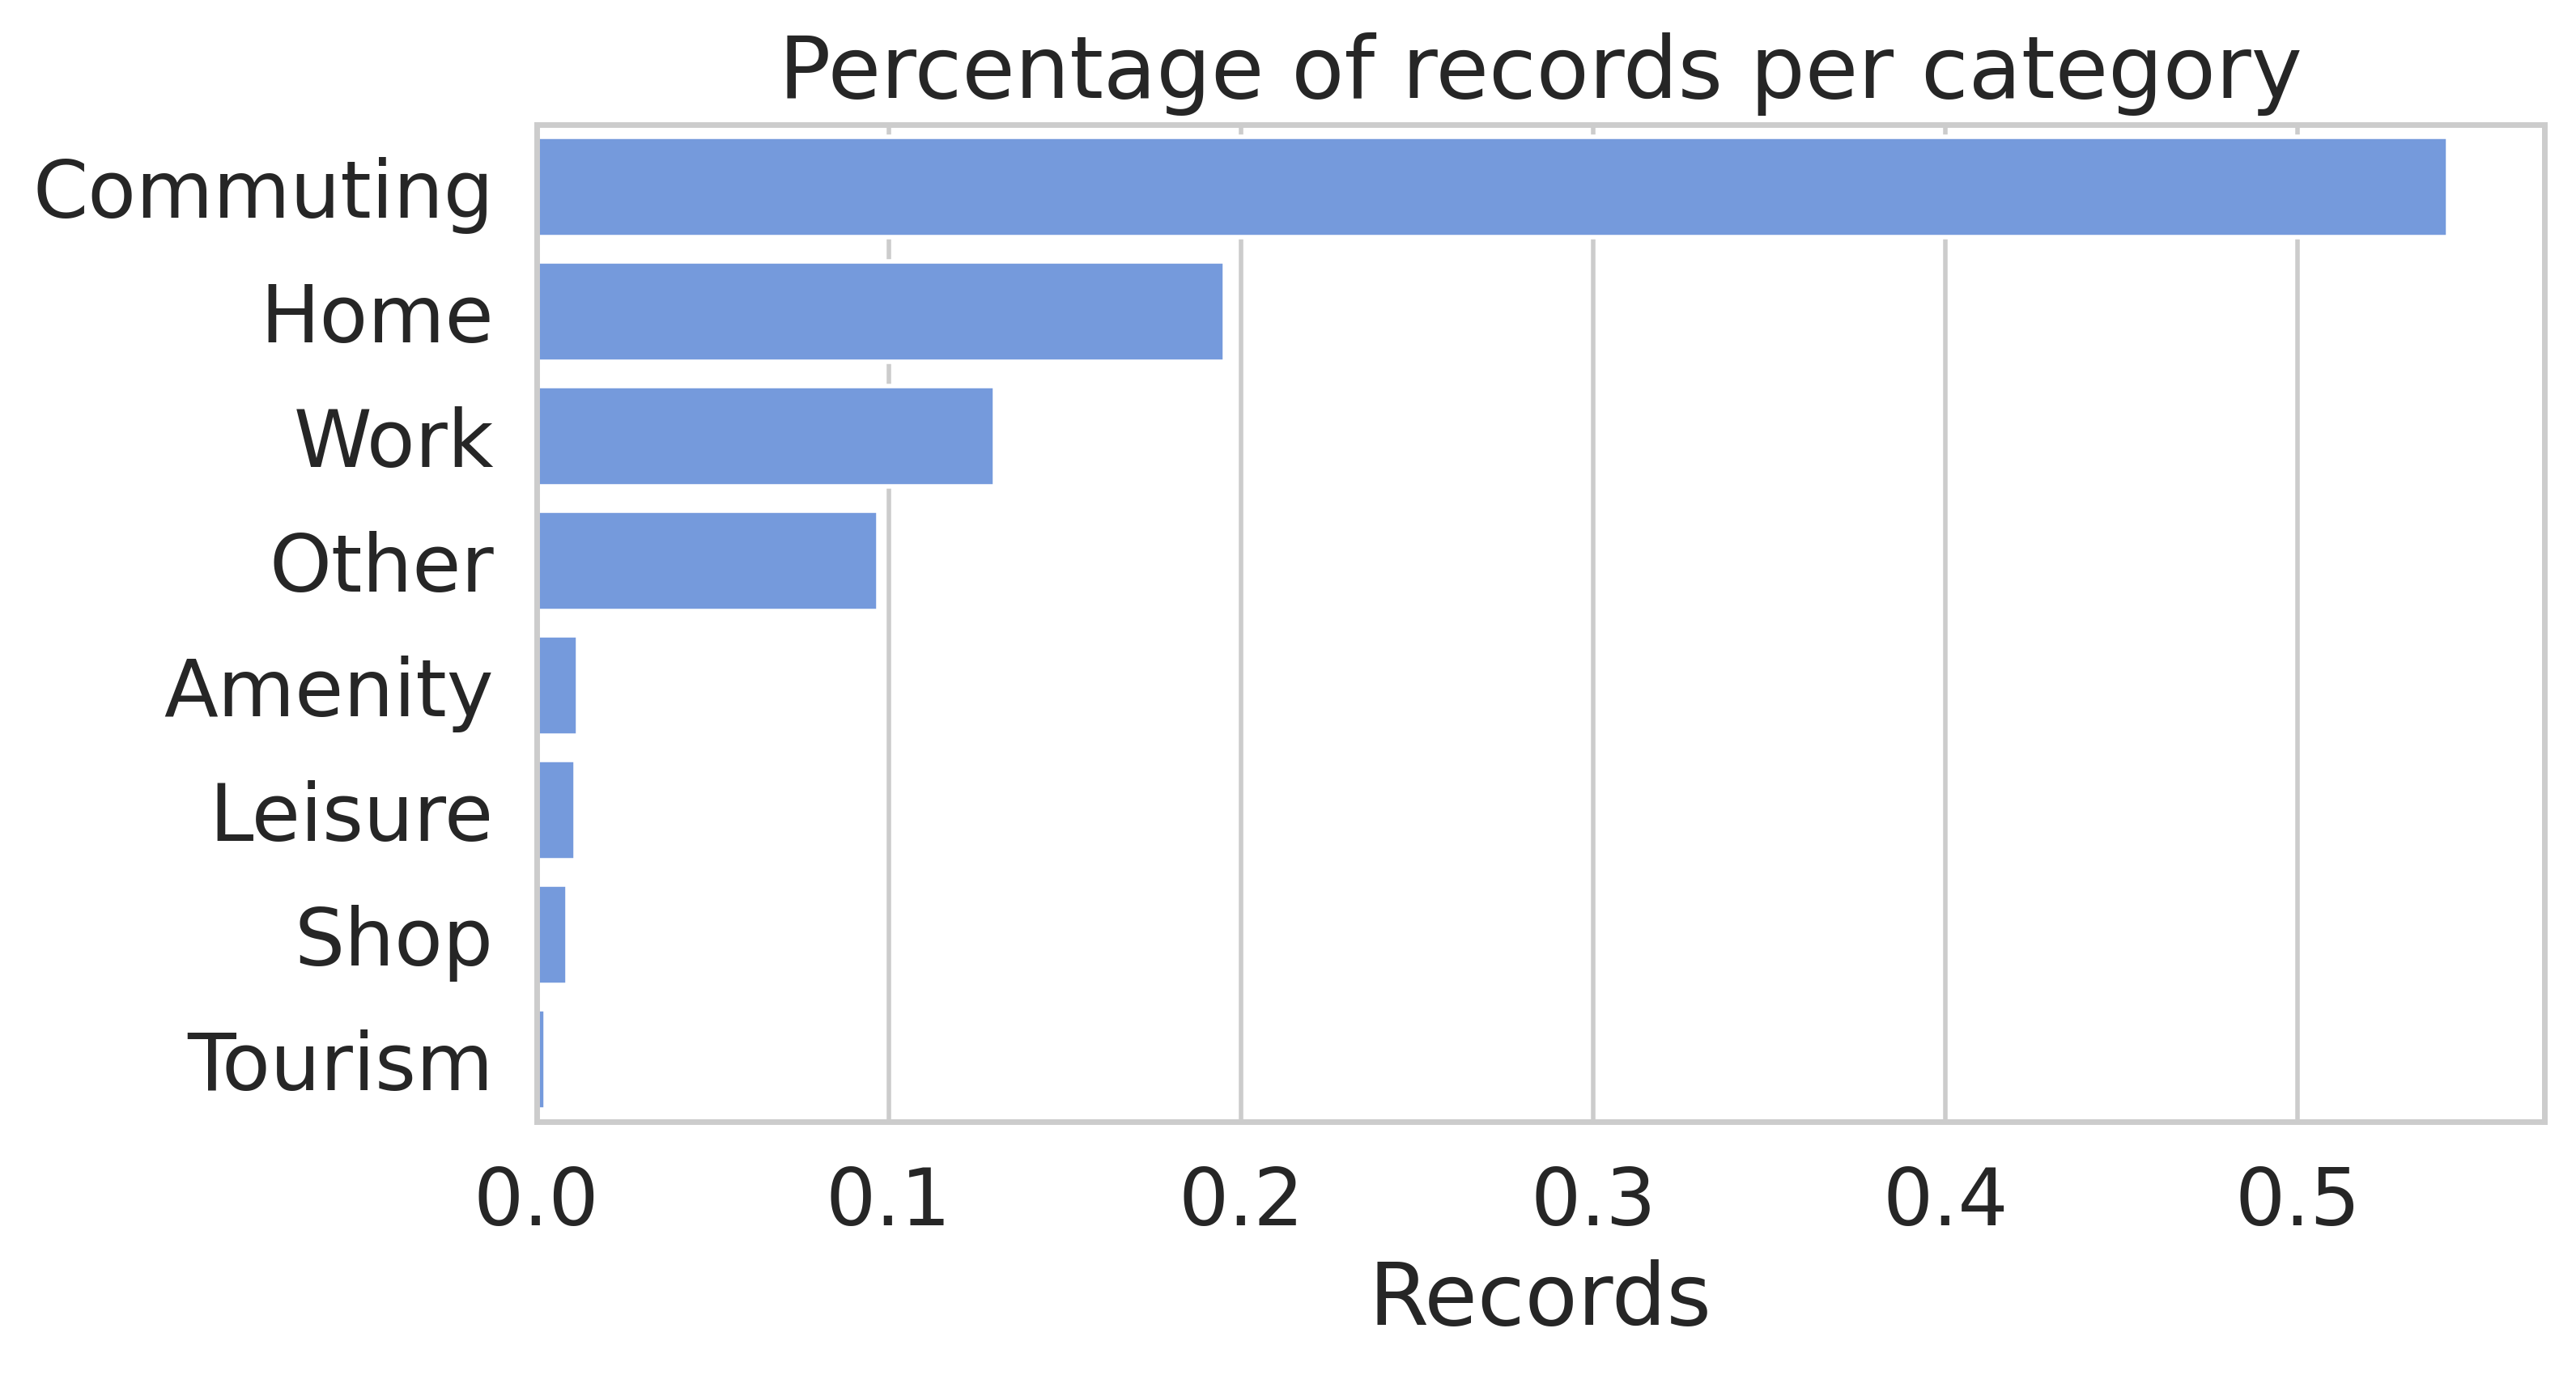 Percentage of records per category
Commuting
Home
Work
Other
Amenity
Leisure
Shop
Tourism
0.0 0.1 0.2 0.3 0.4 0.5
Records